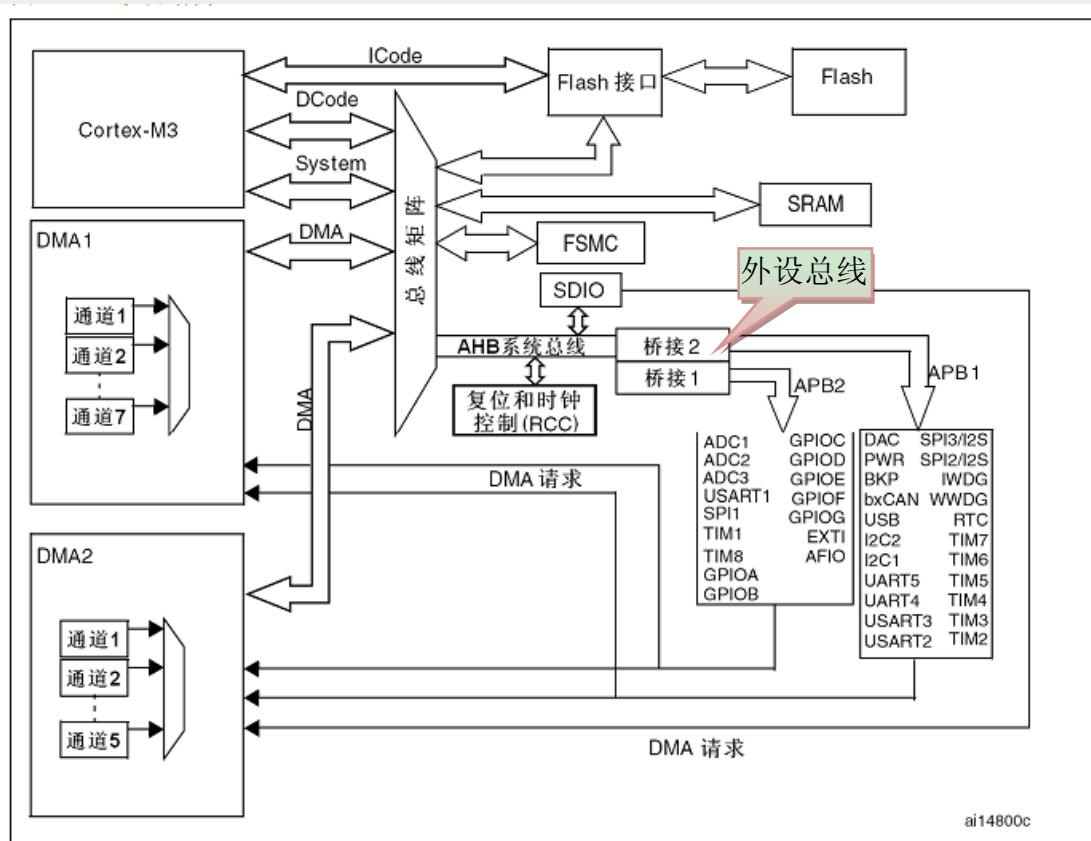 ICode
Flash 接口
Flash
Cortex-M3
DCode
System
总线矩阵
SRAM
DMA1
DMA
FSMC
外设总线
SDIO
通道1
通道2
通道7
AHB系统总线
桥接2
桥接1
APB2
APB1
复位和时钟
控制(RCC)
DMA
DMA 请求
ADC1 GPIOC
ADC2 GPIOD
ADC3 GPIOE
USART1 GPIOF
SPI1 GPIOG
TIM1 EXTI
TIM8 AFIO
GPIOA
GPIOB
DAC SPI3/I2S
PWR SPI2/I2S
BKP IWDG
bxCAN WWDG
USB RTC
I2C2 TIM7
I2C1 TIM6
UART5 TIM5
UART4 TIM4
USART3 TIM3
USART2 TIM2
DMA2
通道1
通道2
通道5
DMA 请求
ai14800c